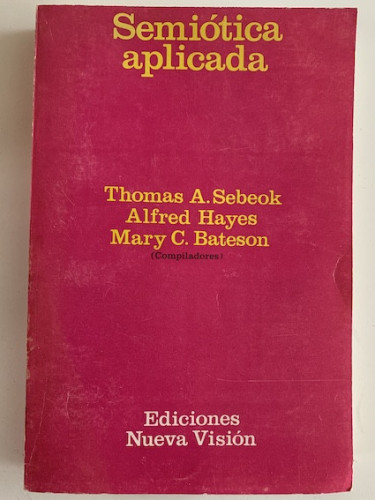 Semiótica
aplicada
Thomas A. Sebeok
Alfred Hayes
Mary C. Bateson
(Compiladores)
Ediciones
Nueva Visión